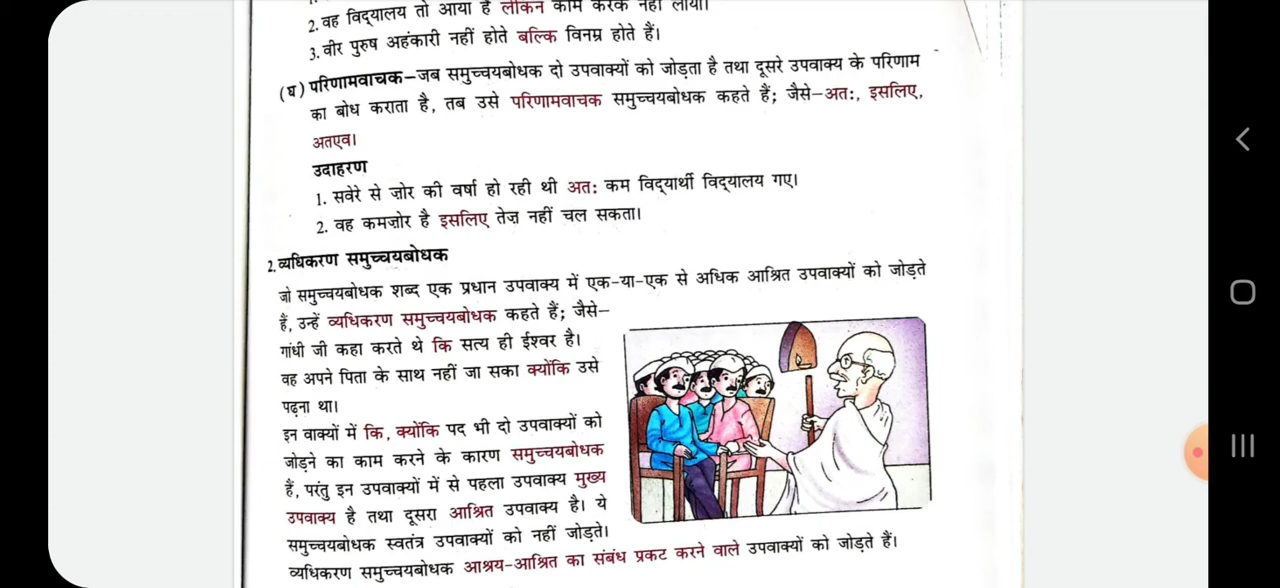 2. वह विद्यालय तो आया है लेकिन काम करके नहीं लाया।
3. वीर पुरुष अहंकारी नहीं होते बल्कि विनम्र होते हैं।
(घ) परिणामवाचक–जब समुच्चयबोधक दो उपवाक्यों को जोड़ता है तथा दूसरे उपवाक्य के परिणाम
का बोध कराता है, तब उसे परिणामवाचक समुच्चयबोधक कहते हैं; जैसे–अतः, इसलिए,
अतएव।
उदाहरण
1. सवेरे से ज़ोर की वर्षा हो रही थी अतः कम विद्यार्थी विद्यालय गए।
2. वह कमज़ोर है इसलिए तेज़ नहीं चल सकता।
2. व्यधिकरण समुच्चयबोधक
जो समुच्चयबोधक शब्द एक प्रधान उपवाक्य में एक-या-एक से अधिक आश्रित उपवाक्यों को जोड़ते
हैं, उन्हें व्यधिकरण समुच्चयबोधक कहते हैं; जैसे–
गांधी जी कहा करते थे कि सत्य ही ईश्वर है।
वह अपने पिता के साथ नहीं जा सका क्योंकि उसे
पढ़ना था।
इन वाक्यों में कि, क्योंकि पद भी दो उपवाक्यों को
जोड़ने का काम करने के कारण समुच्चयबोधक
हैं, परंतु इन उपवाक्यों में से पहला उपवाक्य मुख्य
उपवाक्य है तथा दूसरा आश्रित उपवाक्य है। ये
समुच्चयबोधक स्वतंत्र उपवाक्यों को नहीं जोड़ते।
व्यधिकरण समुच्चयबोधक आश्रय-आश्रित का संबंध प्रकट करने वाले उपवाक्यों को जोड़ते हैं।